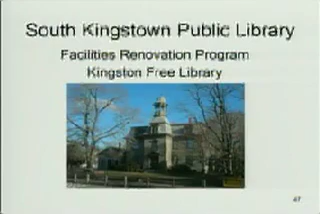 South Kingstown Public Library
Facilities Renovation Program
Kingston Free Library
47